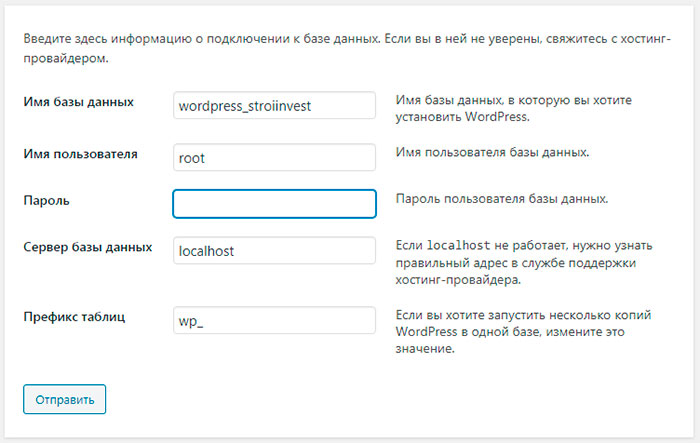 Введите здесь информацию о подключении к базе данных. Если вы в ней не уверены, свяжитесь с хостинг-
провайдером.
Имя базы данных
wordpress_stroiinvest
Имя базы данных, в которую вы хотите
установить WordPress.
Имя пользователя
root
Имя пользователя базы данных.
Пароль
Пароль пользователя базы данных.
Сервер базы данных
localhost
Если localhost не работает, нужно узнать
правильный адрес в службе поддержки
хостинг-провайдера.
Префикс таблиц
wp_
Если вы хотите запустить несколько копий
WordPress в одной базе, измените это
значение.
Отправить